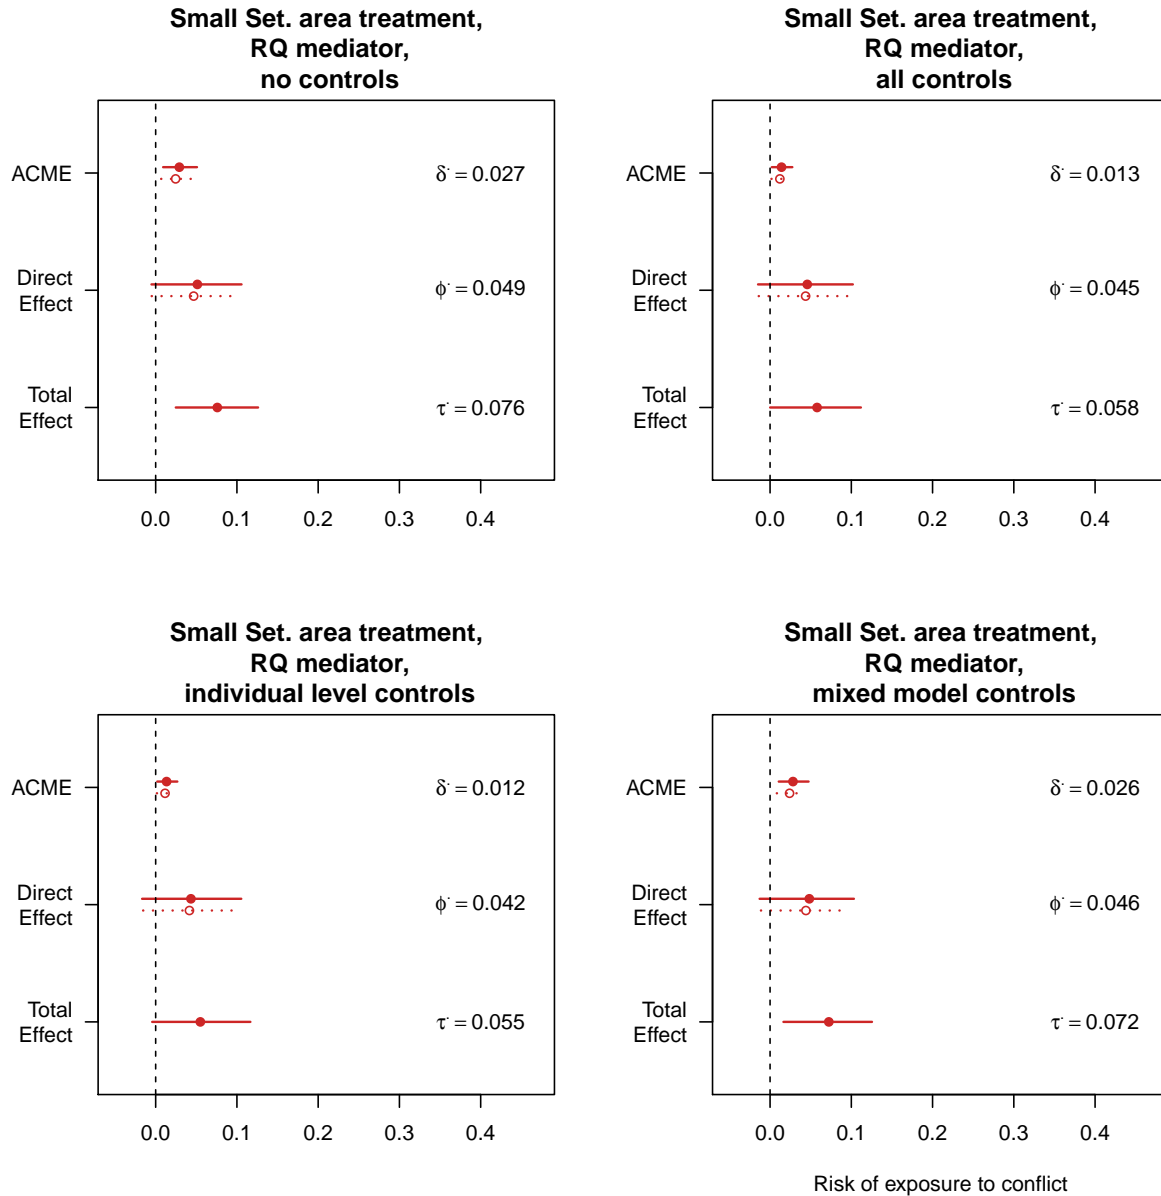 Small Set. area treatment,
RQ mediator,
no controls
ACME
δ˙ = 0.027
Direct
Effect
ϕ˙ = 0.049
Total
Effect
τ˙ = 0.076
0.0 0.1 0.2 0.3 0.4
Small Set. area treatment,
RQ mediator,
all controls
ACME
δ˙ = 0.013
Direct
Effect
ϕ˙ = 0.045
Total
Effect
τ˙ = 0.058
0.0 0.1 0.2 0.3 0.4
Small Set. area treatment,
RQ mediator,
individual level controls
ACME
δ˙ = 0.012
Direct
Effect
ϕ˙ = 0.042
Total
Effect
τ˙ = 0.055
0.0 0.1 0.2 0.3 0.4
Small Set. area treatment,
RQ mediator,
mixed model controls
ACME
δ˙ = 0.026
Direct
Effect
ϕ˙ = 0.046
Total
Effect
τ˙ = 0.072
0.0 0.1 0.2 0.3 0.4
Risk of exposure to conflict